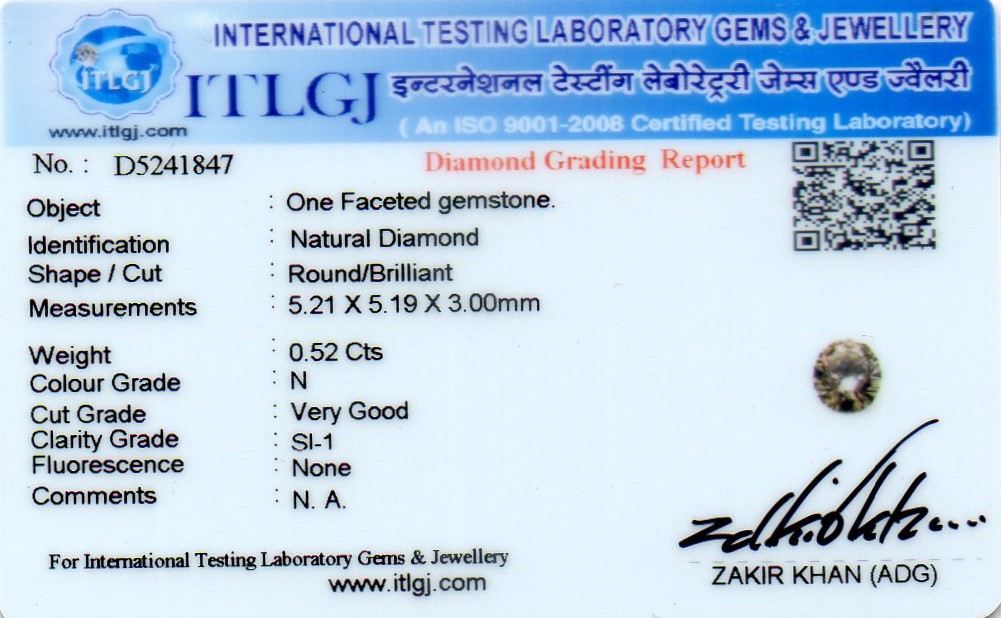 INTERNATIONAL TESTING LABORATORY GEMS & JEWELLERY
ITLGJ
ITLGJ
इन्टरनेशनल टेस्टींग लेबोरेट्ररी जेम्स एण्ड ज्वैलरी
www.itlgj.com
( An ISO 9001-2008 Certified Testing Laboratory)
No. : D5241847
Diamond Grading Report
Object : One Faceted gemstone.
Identification : Natural Diamond
Shape / Cut : Round/Brilliant
Measurements : 5.21 X 5.19 X 3.00mm
Weight : 0.52 Cts
Colour Grade : N
Cut Grade : Very Good
Clarity Grade : SI-1
Fluorescence : None
Comments : N. A.
For International Testing Laboratory Gems & Jewellery
www.itlgj.com
ZAKIR KHAN (ADG)